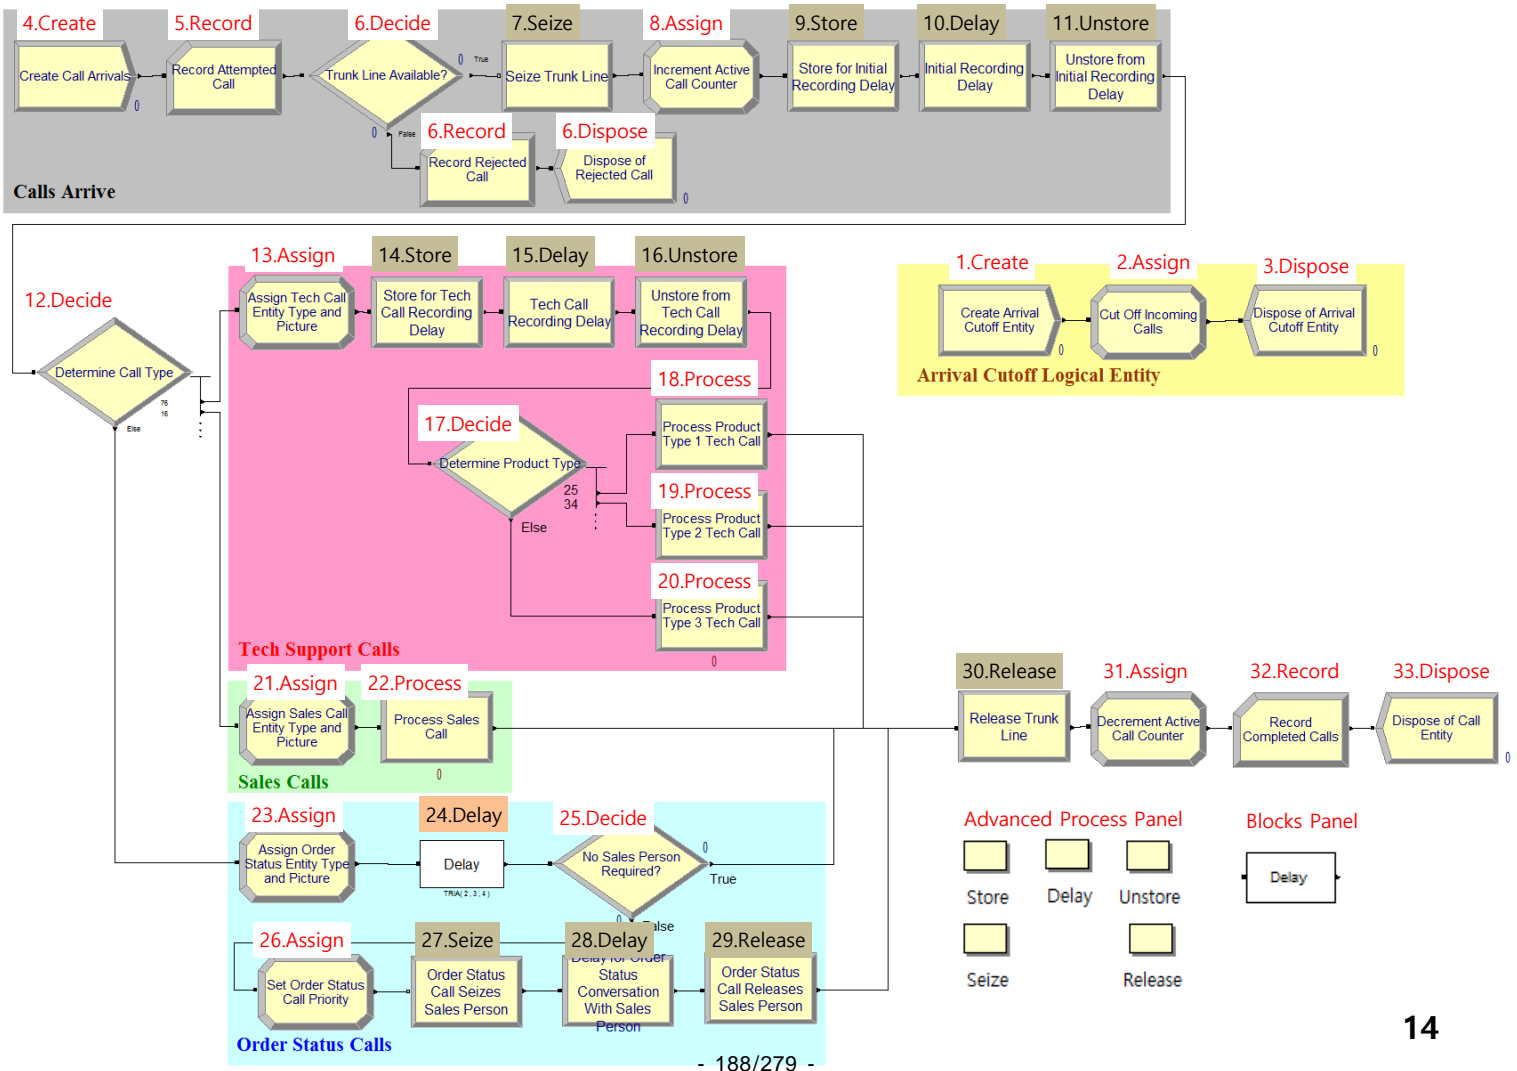 4.Create
5.Record
6.Decide
7.Seize
8.Assign
9.Store
10.Delay
11.Unstore
Create Call Arrivals
0
Record Attempted
Call
Trunk Line Available?
0
True
0
False
Seize Trunk Line
Increment Active
Call Counter
Store for Initial
Recording Delay
Initial Recording
Delay
Unstore from
Initial Recording
Delay
6.Record
6.Dispose
Record Rejected
Call
Dispose of
Rejected Call
0
Calls Arrive
12.Decide
Determine Call Type
76
16
Else
13.Assign
14.Store
15.Delay
16.Unstore
Assign Tech Call
Entity Type and
Picture
Store for Tech
Call Recording
Delay
Tech Call
Recording Delay
Unstore from
Tech Call
Recording Delay
17.Decide
Determine Product Type
25
34
Else
18.Process
Process Product
Type 1 Tech Call
19.Process
Process Product
Type 2 Tech Call
20.Process
Process Product
Type 3 Tech Call
0
Tech Support Calls
1.Create
2.Assign
3.Dispose
Create Arrival
Cutoff Entity
0
Cut Off Incoming
Calls
Dispose of Arrival
Cutoff Entity
0
Arrival Cutoff Logical Entity
21.Assign
22.Process
Assign Sales Call
Entity Type and
Picture
Process Sales
Call
0
Sales Calls
30.Release
31.Assign
32.Record
33.Dispose
Release Trunk
Line
Decrement Active
Call Counter
Record
Completed Calls
Dispose of Call
Entity
0
23.Assign
24.Delay
25.Decide
Assign Order
Status Entity Type
and Picture
Delay
TRIA( 2 , 3 , 4 )
No Sales Person
Required?
0
True
0
False
26.Assign
27.Seize
28.Delay
29.Release
Set Order Status
Call Priority
Order Status
Call Seizes
Sales Person
Delay for Order
Status
Conversation
With Sales
Person
Order Status
Call Releases
Sales Person
Order Status Calls
Advanced Process Panel
Store
Delay
Unstore
Seize
Release
Blocks Panel
Delay
14
- 188/279 -